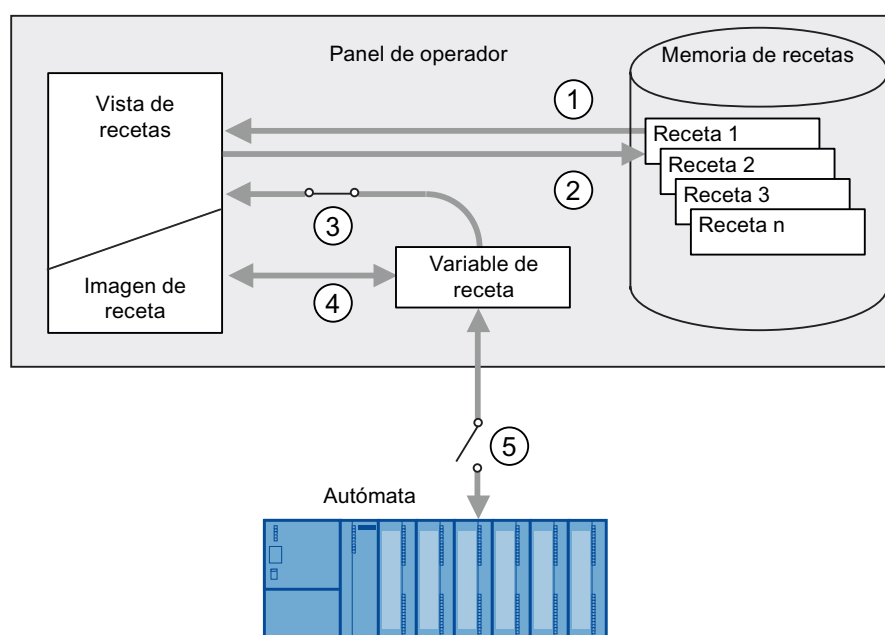 Panel de operador
Memoria de recetas
Vista de
recetas
1
Receta 1
Receta 2
Receta 3
Receta n
2
3
Variable de
receta
Imagen de
receta
4
5
Autómata